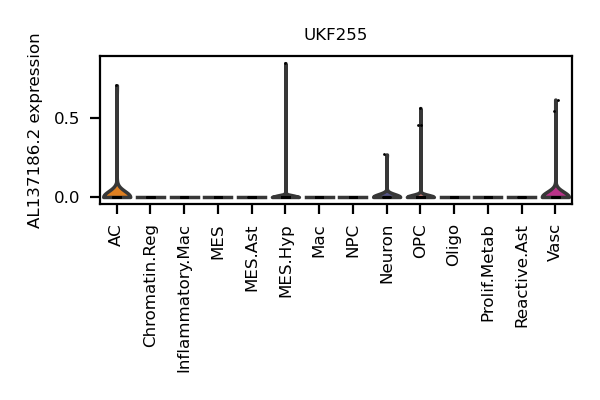 UKF255
AL137186.2 expression
0.5
0.0
AC
Chromatin.Reg
Inflammatory.Mac
MES
MES.Ast
MES.Hyp
Mac
NPC
Neuron
OPC
Oligo
Prolif.Metab
Reactive.Ast
Vasc